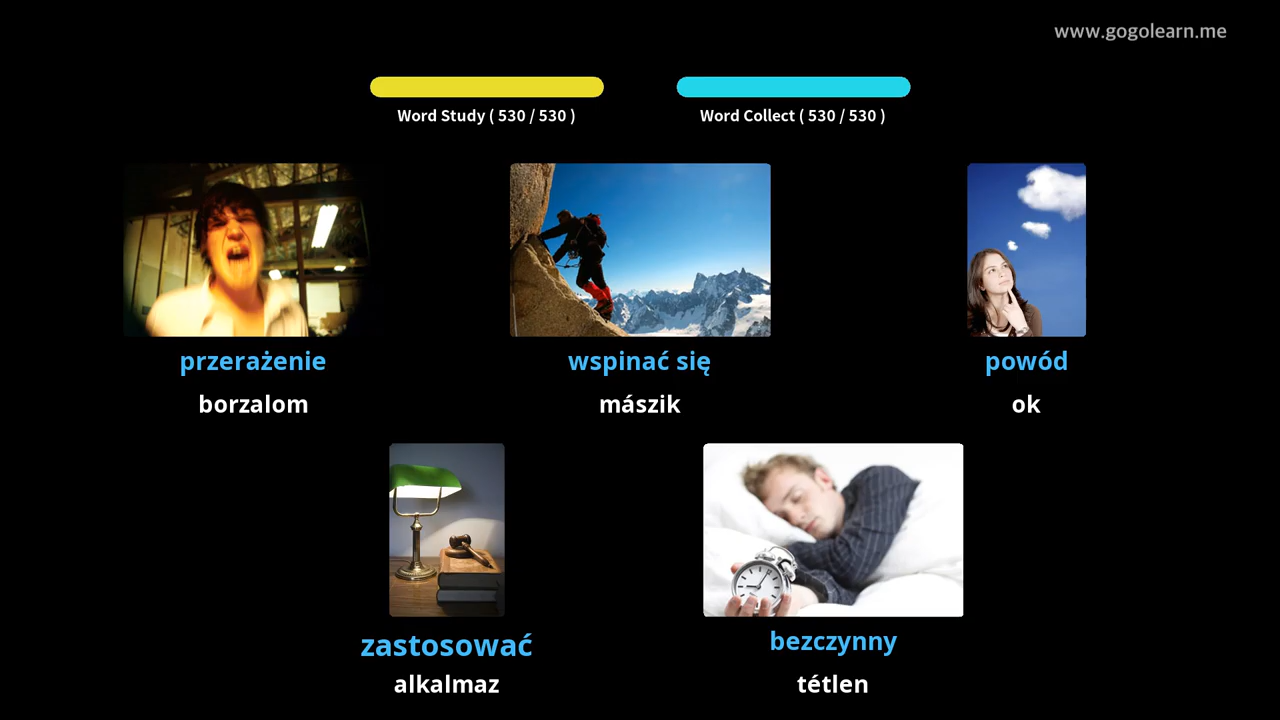 www.gogolearn.me
Word Study ( 530 / 530 )
Word Collect ( 530 / 530 )
przerażenie
borzalom
wspinać się
mászik
powód
ok
zastosować
alkalmaz
bezczynny
tétlen